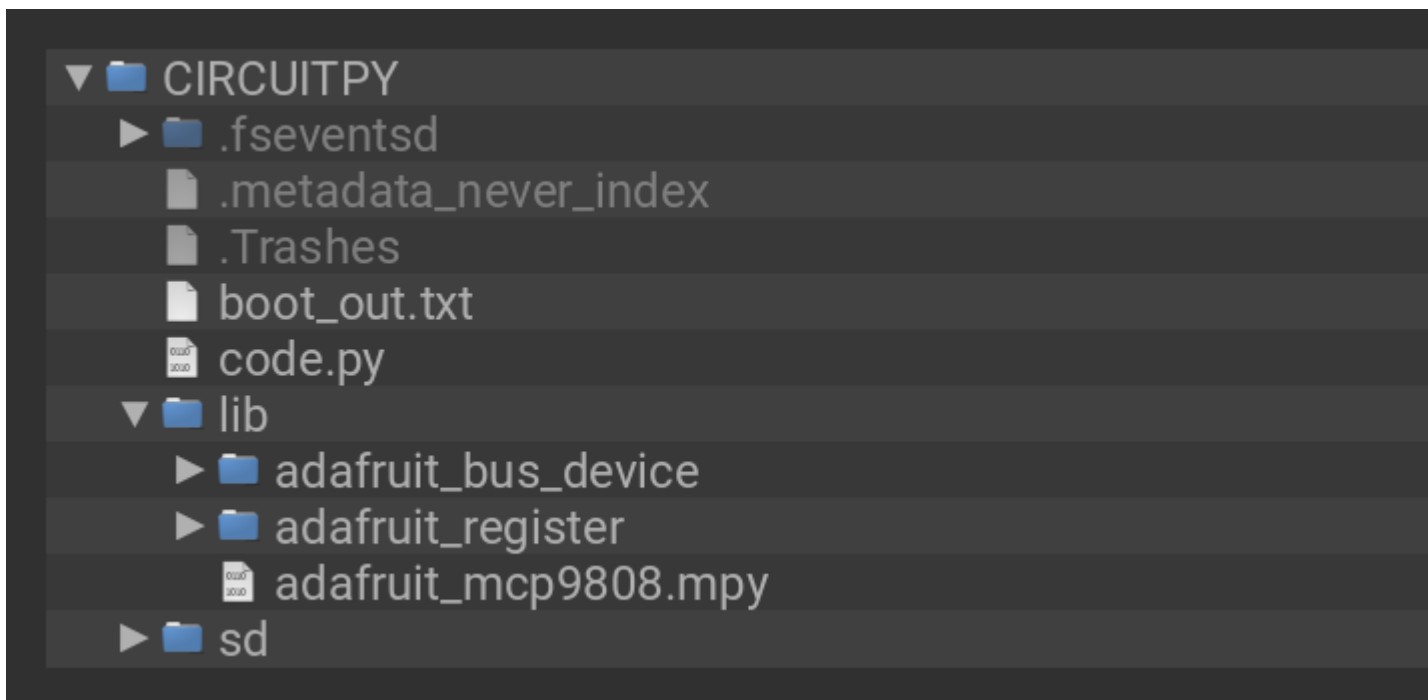 CIRCUITPY
.fseventsd
.metadata_never_index
.Trashes
boot_out.txt
code.py
lib
adafruit_bus_device
adafruit_register
adafruit_mcp9808.mpy
sd